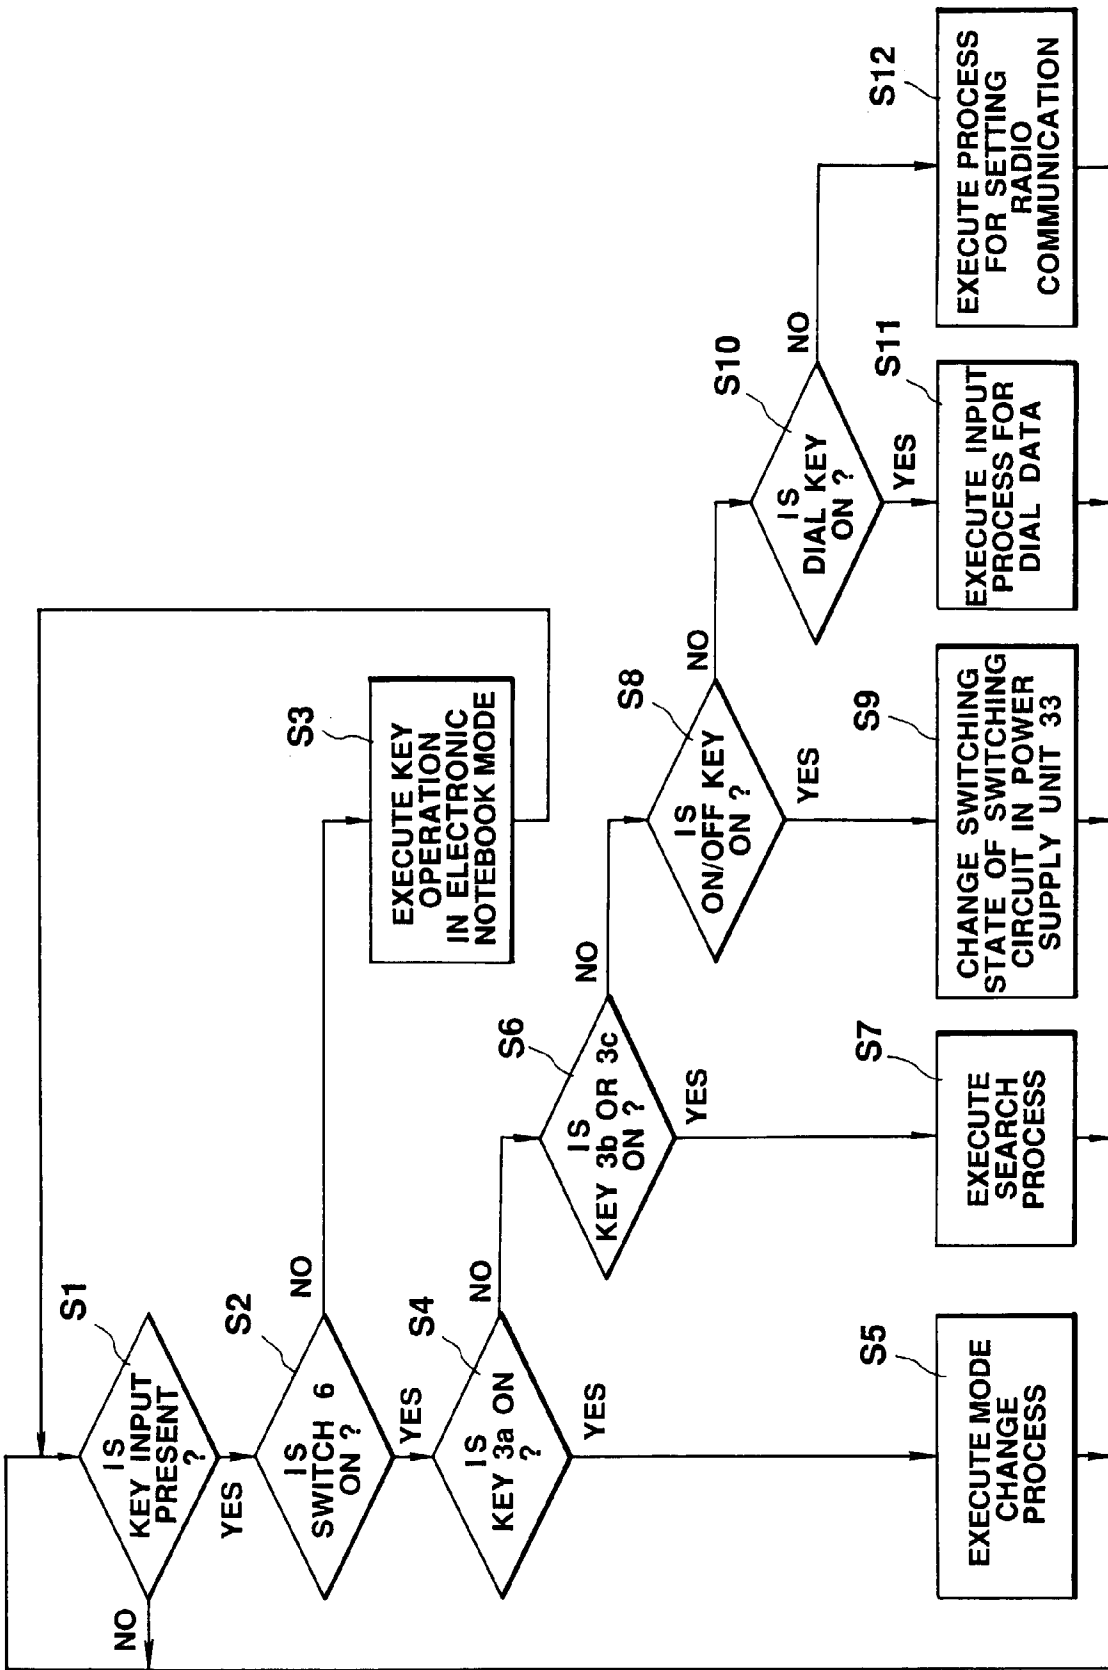 S1
IS
KEY INPUT
PRESENT
?
NO
YES
S2
IS
SWITCH 6
ON ?
NO
YES
S3
EXECUTE KEY
OPERATION
IN ELECTRONIC
NOTEBOOK MODE
S4
IS
KEY 3a ON
?
NO
YES
S6
IS
KEY 3b OR 3c
ON ?
NO
YES
S8
IS
ON/OFF KEY
ON ?
NO
YES
S10
IS
DIAL KEY
ON ?
NO
YES
S5
EXECUTE MODE
CHANGE
PROCESS
S7
EXECUTE
SEARCH
PROCESS
S9
CHANGE SWITCHING
STATE OF SWITCHING
CIRCUIT IN POWER
SUPPLY UNIT 33
S11
EXECUTE INPUT
PROCESS FOR
DIAL DATA
S12
EXECUTE PROCESS
FOR SETTING
RADIO
COMMUNICATION